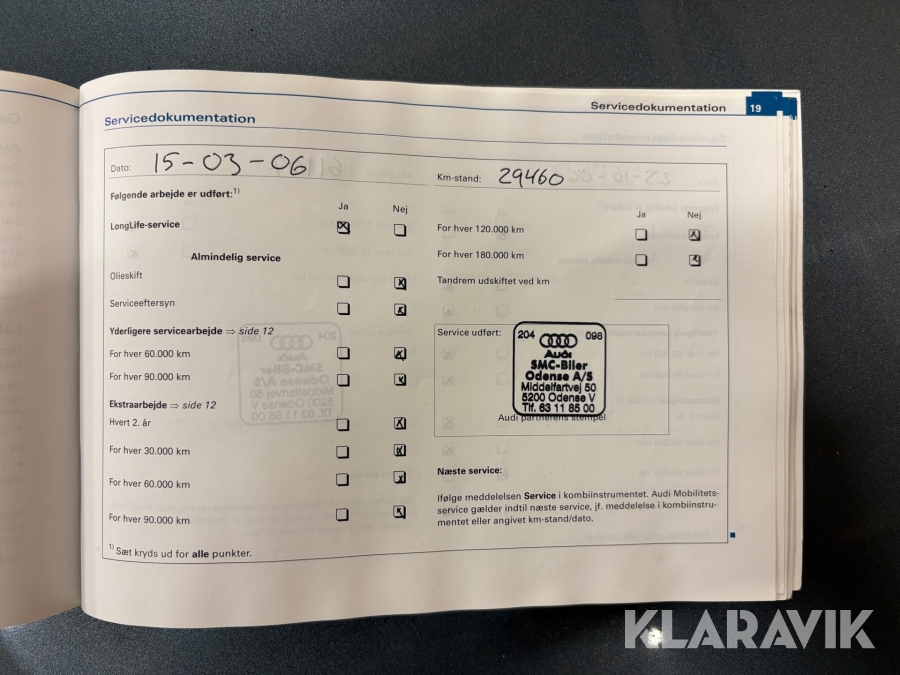 Servicedokumentation 19
Servicedokumentation
Dato: 15-03-06
Km-stand: 29460
Følgende arbejde er udført:1)
Ja Nej
LongLife-service
Almindelig service
Olieskift
Serviceeftersyn
Yderligere servicearbejde ⇒ side 12
For hver 60.000 km
For hver 90.000 km
Ekstraarbejde ⇒ side 12
Hvert 2. år
For hver 30.000 km
For hver 60.000 km
For hver 90.000 km
Ja Nej
For hver 120.000 km
For hver 180.000 km
Tandrem udskiftet ved km
Service udført:
204 098
Audi
SMC-Biler
Odense A/S
Middelfartvej 50
5200 Odense V
Tlf. 63 11 85 00
Audi partnerens stempel
Næste service:
Ifølge meddelelsen Service i kombiinstrumentet. Audi Mobilitets-
service gælder indtil næste service, jf. meddelelse i kombiinstru-
mentet eller angivet km-stand/dato.
1) Sæt kryds ud for alle punkter.
KLARAVIK